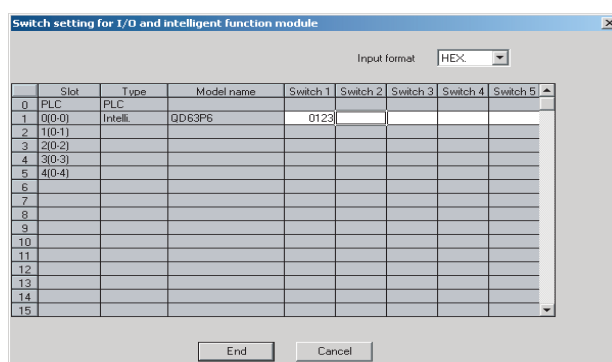 Switch setting for I/O and intelligent function module
Input format HEX.
Slot Type Model name Switch 1 Switch 2 Switch 3 Switch 4 Switch 5
0 PLC PLC
1 0(0-0) Intelli. QD63P6 0123
2 1(0-1)
3 2(0-2)
4 3(0-3)
5 4(0-4)
6
7
8
9
10
11
12
13
14
15
End Cancel